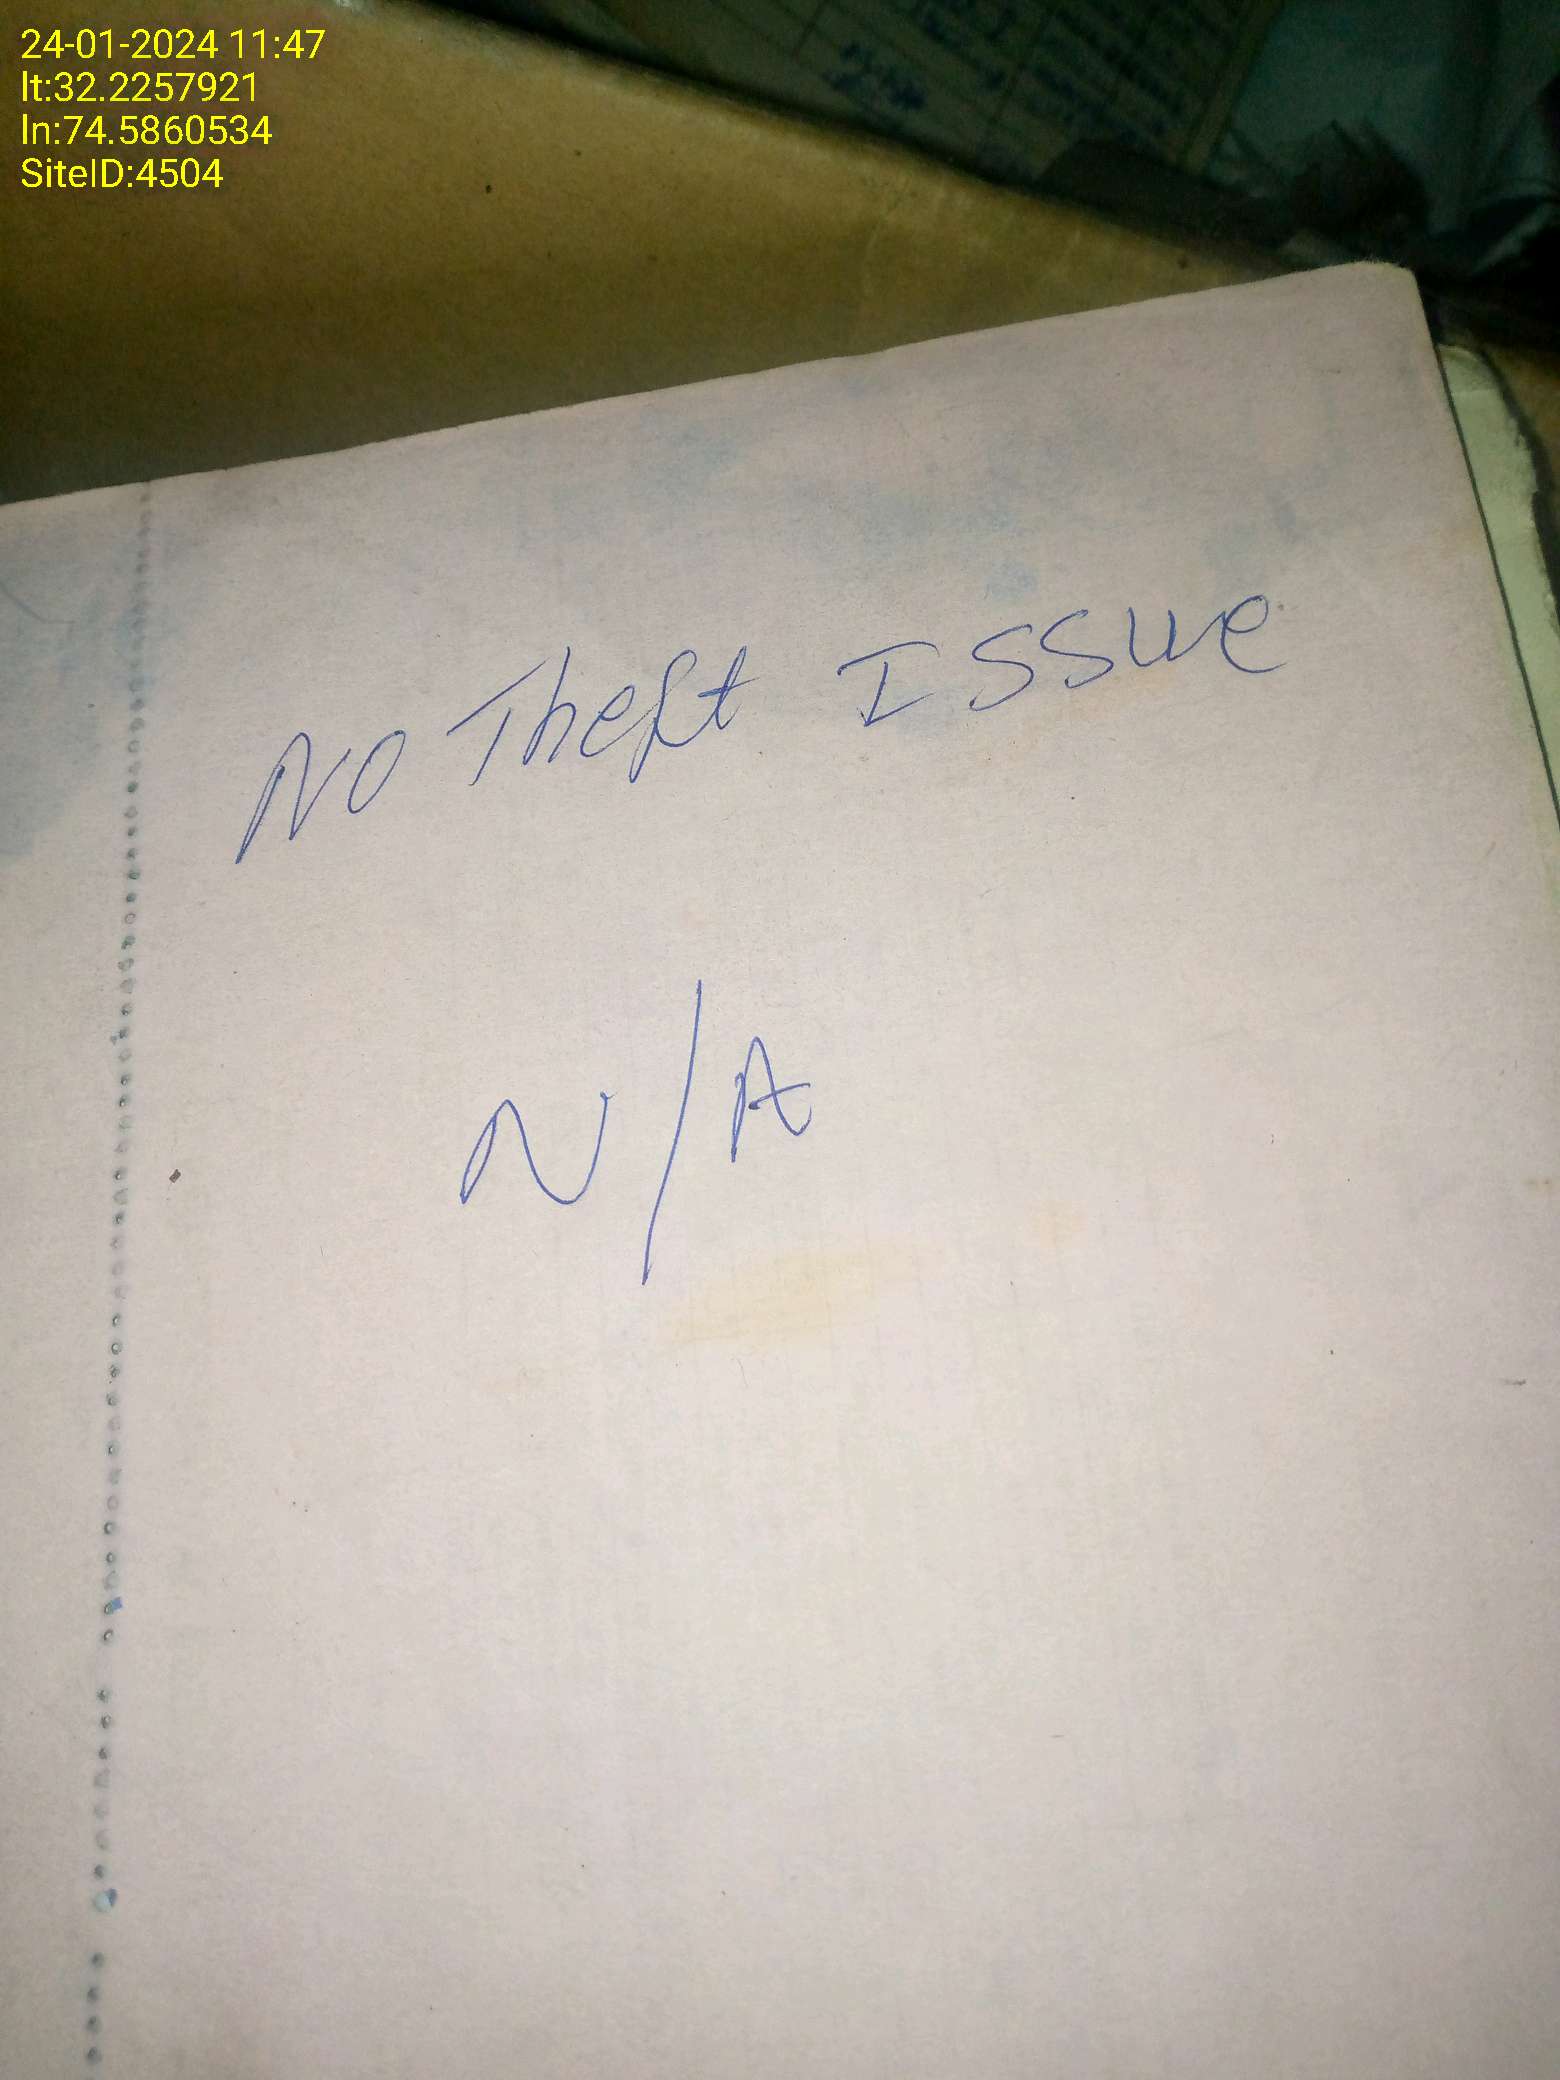 24-01-2024 11:47
lt:32.2257921
ln:74.5860534
SiteID:4504
No Theft Issue
N/A